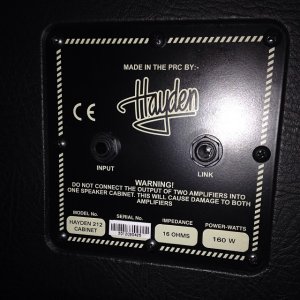 MADE IN THE PRC BY:-
Hayden
CE
INPUT
LINK
WARNING!
DO NOT CONNECT THE OUTPUT OF TWO AMPLIFIERS INTO
ONE SPEAKER CABINET. THIS WILL CAUSE DAMAGE TO BOTH
AMPLIFIERS
MODEL No. SERIAL No. IMPEDANCE POWER-WATTS
HAYDEN 212 CABINET 16 OHMS 160 W